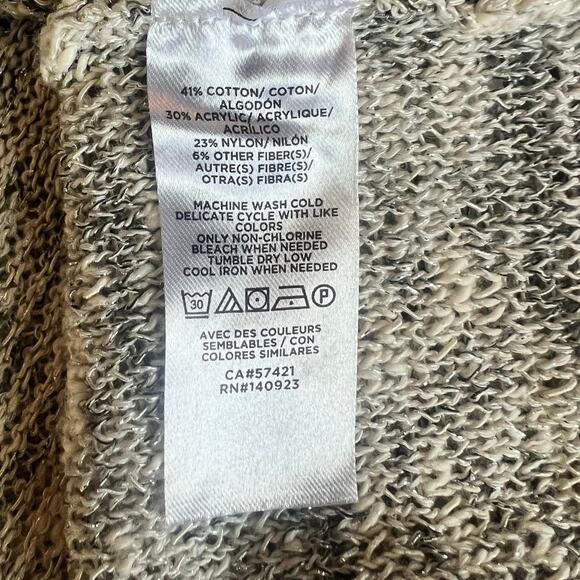 41% COTTON/ COTON/
ALGODÓN
30% ACRYLIC/ ACRYLIQUE/
ACRÍLICO
23% NYLON/ NILÓN
6% OTHER FIBER(S)/
AUTRE(S) FIBRE(S)/
OTRA(S) FIBRA(S)
MACHINE WASH COLD
DELICATE CYCLE WITH LIKE
COLORS
ONLY NON-CHLORINE
BLEACH WHEN NEEDED
TUMBLE DRY LOW
COOL IRON WHEN NEEDED
30 P
AVEC DES COULEURS
SEMBLABLES / CON
COLORES SIMILARES
CA#57421
RN#140923